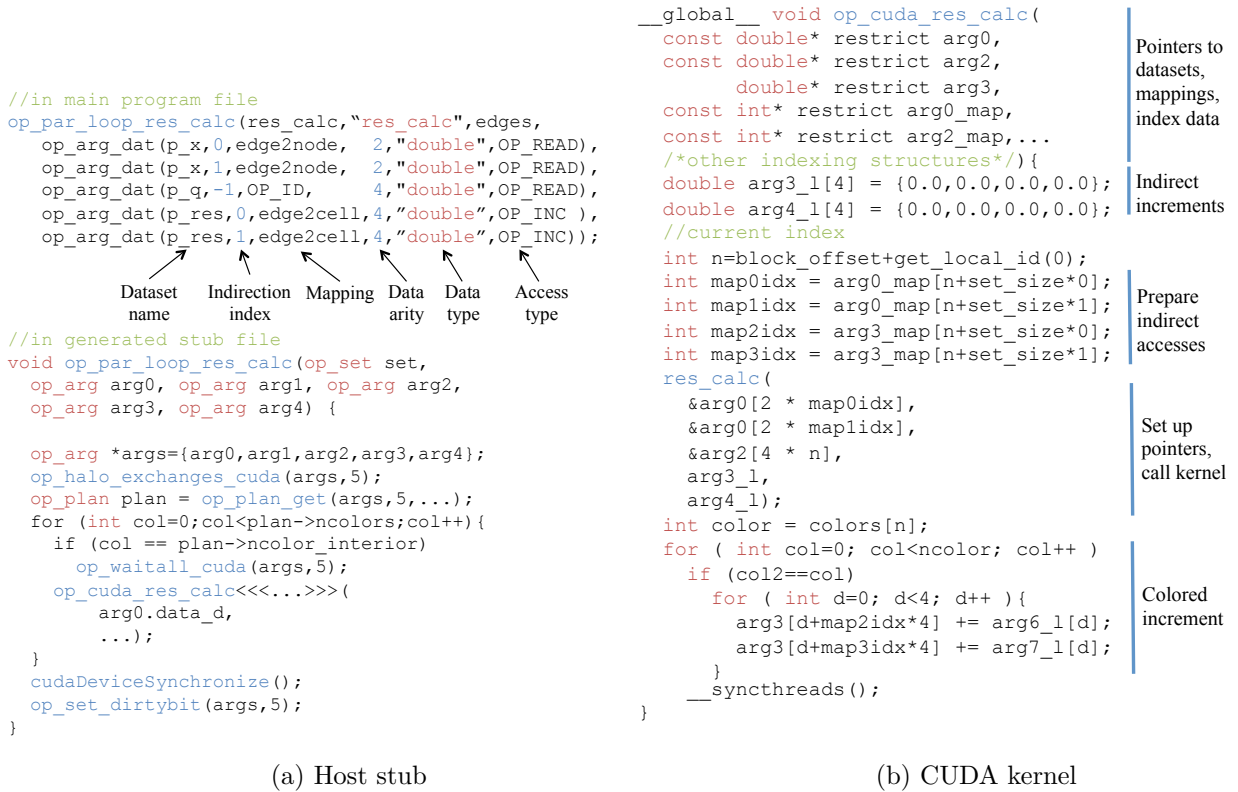 //in main program file
op_par_loop_res_calc(res_calc,“res_calc",edges,
op_arg_dat(p_x,0,edge2node, 2,"double",OP_READ),
op_arg_dat(p_x,1,edge2node, 2,"double",OP_READ),
op_arg_dat(p_q,-1,OP_ID, 4,"double",OP_READ),
op_arg_dat(p_res,0,edge2cell,4,”double”,OP_INC ),
op_arg_dat(p_res,1,edge2cell,4,”double”,OP_INC));
Dataset name
Indirection index
Mapping
Data arity
Data type
Access type
//in generated stub file
void op_par_loop_res_calc(op_set set,
op_arg arg0, op_arg arg1, op_arg arg2,
op_arg arg3, op_arg arg4) {
op_arg *args={arg0,arg1,arg2,arg3,arg4};
op_halo_exchanges_cuda(args,5);
op_plan plan = op_plan_get(args,5,...);
for (int col=0;col<plan->ncolors;col++){
if (col == plan->ncolor_interior)
op_waitall_cuda(args,5);
op_cuda_res_calc<<<...>>>(
arg0.data_d,
...);
}
cudaDeviceSynchronize();
op_set_dirtybit(args,5);
}
(a) Host stub
__global__ void op_cuda_res_calc(
const double* restrict arg0,
const double* restrict arg2,
double* restrict arg3,
const int* restrict arg0_map,
const int* restrict arg2_map,...
/*other indexing structures*/){
double arg3_l[4] = {0.0,0.0,0.0,0.0};
double arg4_l[4] = {0.0,0.0,0.0,0.0};
//current index
int n=block_offset+get_local_id(0);
int map0idx = arg0_map[n+set_size*0];
int map1idx = arg0_map[n+set_size*1];
int map2idx = arg3_map[n+set_size*0];
int map3idx = arg3_map[n+set_size*1];
res_calc(
&arg0[2 * map0idx],
&arg0[2 * map1idx],
&arg2[4 * n],
arg3_l,
arg4_l);
int color = colors[n];
for ( int col=0; col<ncolor; col++ )
if (col2==col)
for ( int d=0; d<4; d++ ){
arg3[d+map2idx*4] += arg6_l[d];
arg3[d+map3idx*4] += arg7_l[d];
}
__syncthreads();
}
Pointers to
datasets,
mappings,
index data
Indirect
increments
Prepare
indirect
accesses
Set up
pointers,
call kernel
Colored
increment
(b) CUDA kernel